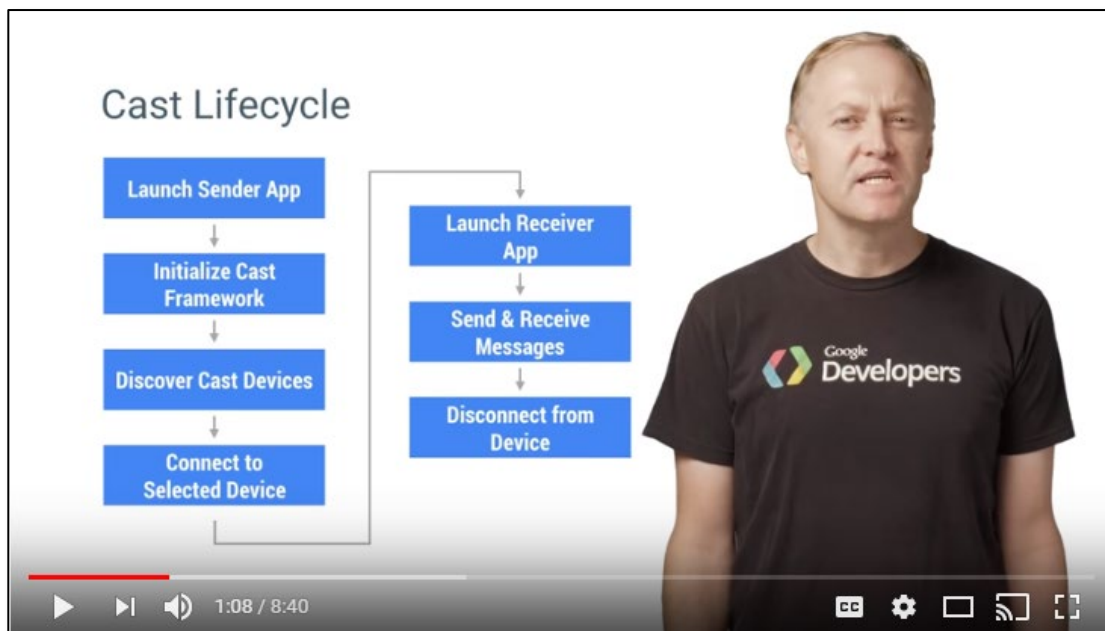 Cast Lifecycle
Launch Sender App
Initialize Cast
Framework
Discover Cast Devices
Connect to
Selected Device
Launch Receiver
App
Send & Receive
Messages
Disconnect from
Device
Google
Developers
1:08 / 8:40
CC